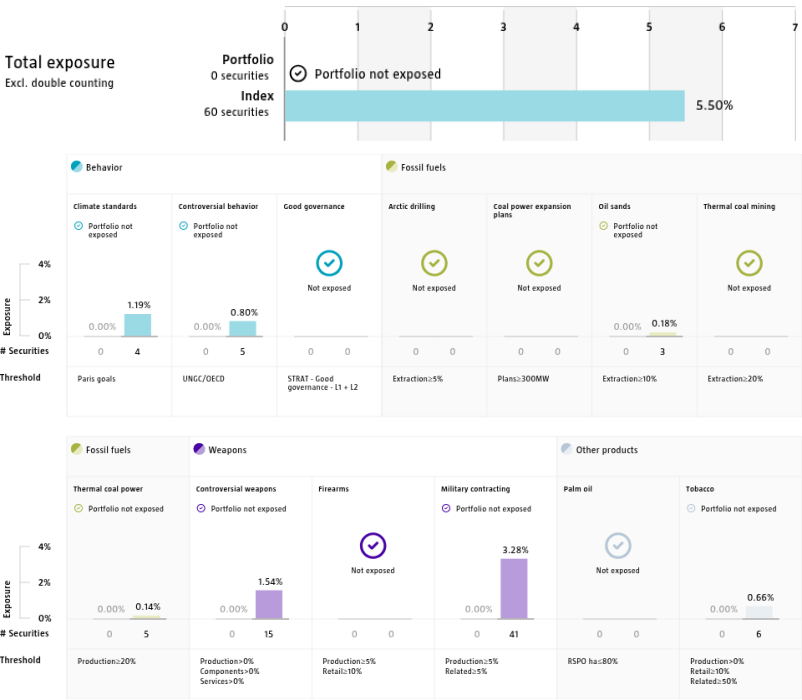 0 1 2 3 4 5 6 7
Total exposure
Excl. double counting
Portfolio
0 securities
Portfolio not exposed
Index
60 securities
5.50%
Behavior
Fossil fuels
Climate standards
Controversial behavior
Good governance
Arctic drilling
Coal power expansion
plans
Oil sands
Thermal coal mining
Portfolio not
exposed
Portfolio not
exposed
Portfolio not
exposed
Not exposed
Not exposed
Not exposed
Not exposed
Exposure
4%
2%
0%
0.00% 1.19%
0.00% 0.80%
0.00% 0.18%
# Securities
0 4
0 5
0 0
0 0
0 0
0 3
0 0
Threshold
Paris goals
UNGC/OECD
STRAT - Good
governance - L1 + L2
Extraction≥5%
Plans≥300MW
Extraction≥10%
Extraction≥20%
Fossil fuels
Weapons
Other products
Thermal coal power
Controversial weapons
Firearms
Military contracting
Palm oil
Tobacco
Portfolio not exposed
Portfolio not exposed
Portfolio not exposed
Portfolio not exposed
Not exposed
Not exposed
Exposure
4%
2%
0%
0.00% 0.14%
0.00% 1.54%
0.00% 3.28%
0.00% 0.66%
# Securities
0 5
0 15
0 0
0 41
0 0
0 6
Threshold
Production≥20%
Production>0%
Components>0%
Services>0%
Production≥5%
Retail≥10%
Production≥5%
Related≥5%
RSPO ha≤80%
Production>0%
Retail≥10%
Related≥50%